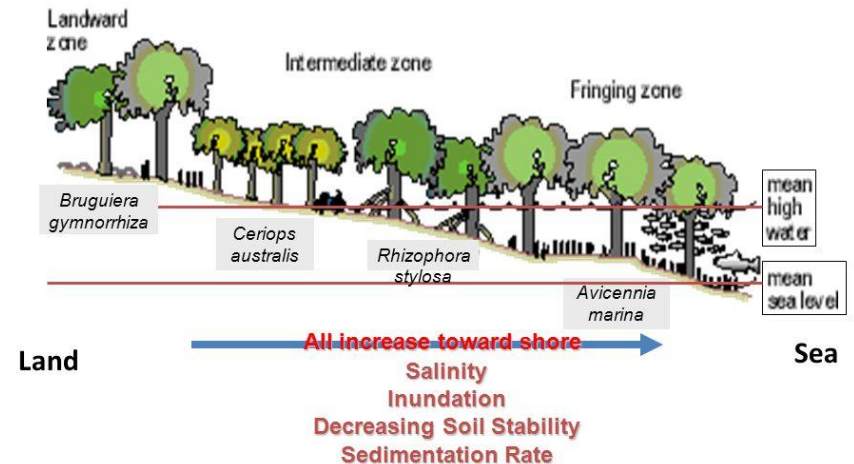 Landward
zone
Intermediate zone
Fringing zone
mean
high
water
Bruguiera
gymnorrhiza
Ceriops
australis
Rhizophora
stylosa
mean
sea level
Avicennia
marina
All increase toward shore
Land
Sea
Salinity
Inundation
Decreasing Soil Stability
Sedimentation Rate